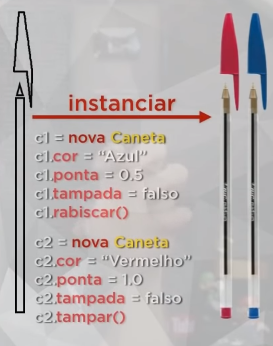 instanciar
c1 = nova Caneta
c1.cor = "Azul"
c1.ponta = 0.5
c1.tampada = falso
c1.rabiscar()
c2 = nova Caneta
c2.cor = "Vermelho"
c2.ponta = 1.0
c2.tampada = falso
c2.tampar()